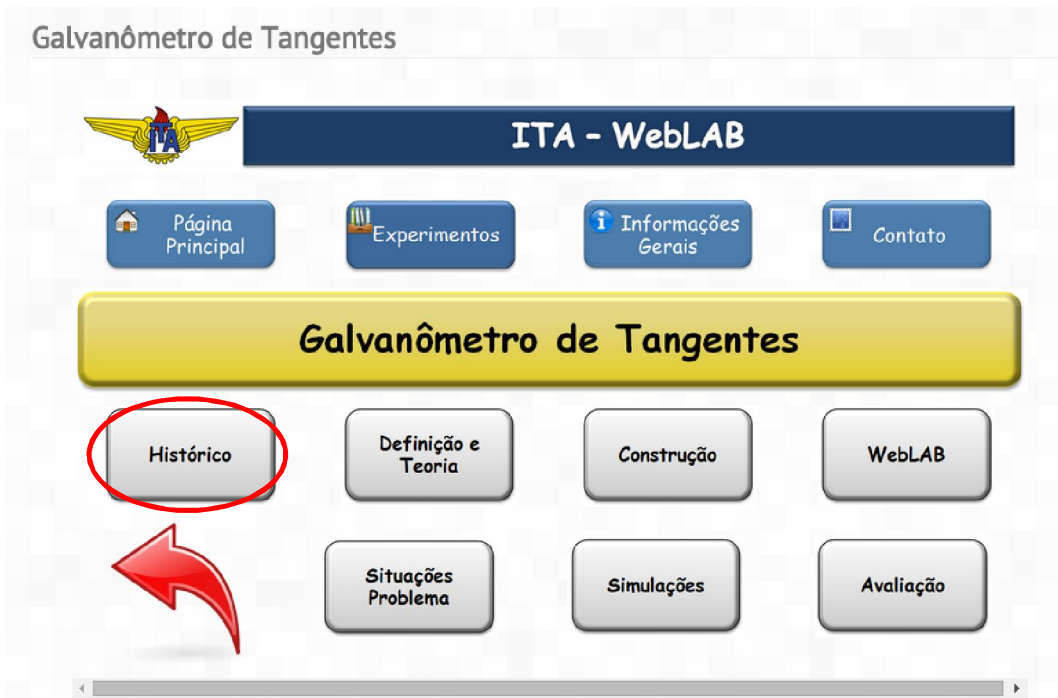 Galvanômetro de Tangentes
ITA
ITA - WebLAB
Página
Principal
Experimentos
Informações
Gerais
Contato
Galvanômetro de Tangentes
Histórico
Definição e
Teoria
Construção
WebLAB
Situações
Problema
Simulações
Avaliação